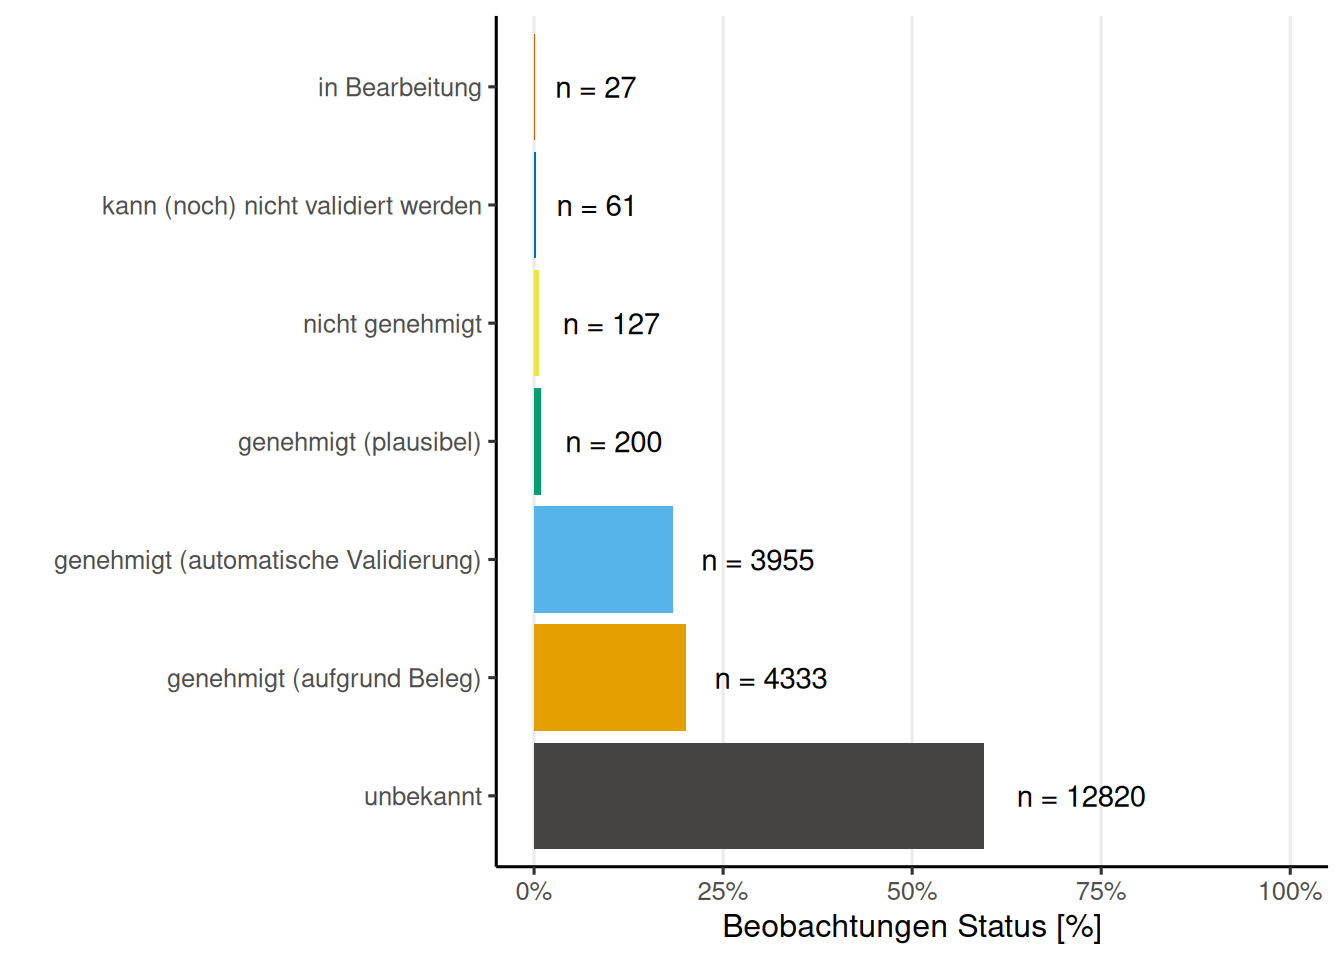 in Bearbeitung n = 27
kann (noch) nicht validiert werden n = 61
nicht genehmigt n = 127
genehmigt (plausibel) n = 200
genehmigt (automatische Validierung) n = 3955
genehmigt (aufgrund Beleg) n = 4333
unbekannt n = 12820
0% 25% 50% 75% 100%
Beobachtungen Status [%]